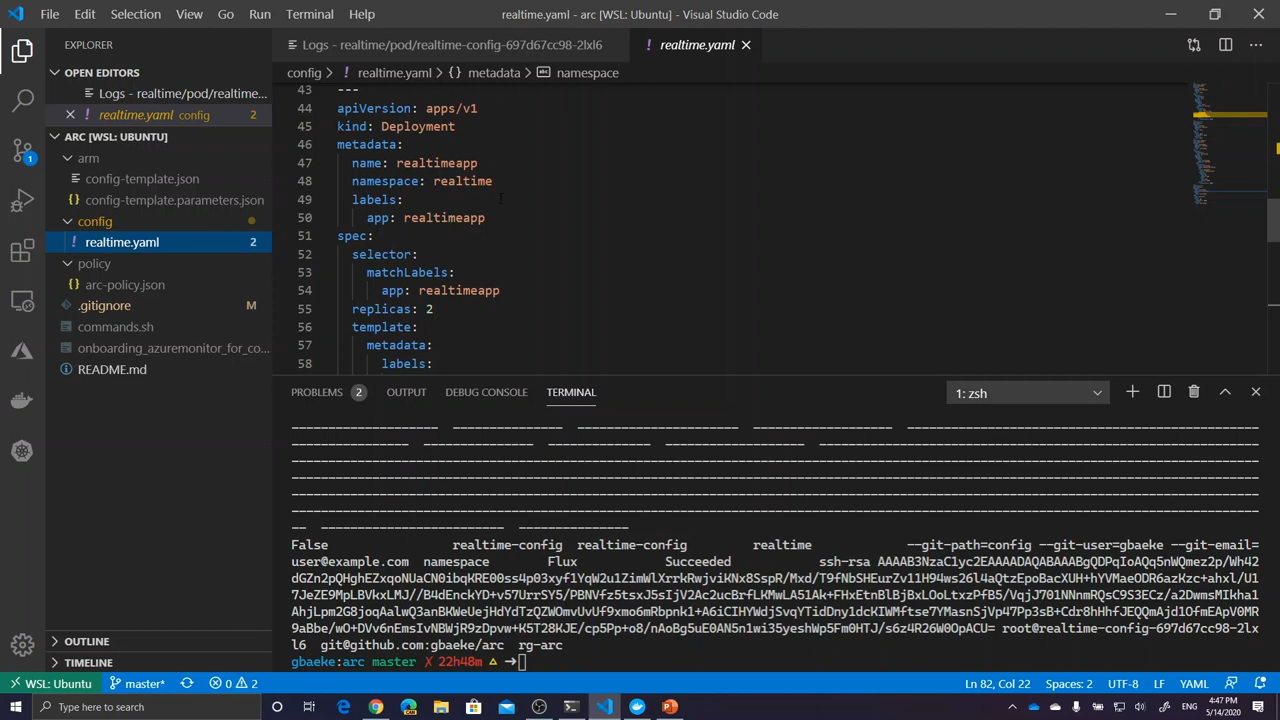 File Edit Selection View Go Run Terminal Help realtime.yaml - arc [WSL: Ubuntu] - Visual Studio Code
EXPLORER
OPEN EDITORS
Logs - realtime/pod/realtime...
realtime.yaml config 2
ARC [WSL: UBUNTU]
arm
config-template.json
config-template.parameters.json
config
! realtime.yaml 2
policy
arc-policy.json
.gitignore M
commands.sh
onboarding_azuremonitor_for_co...
README.md
OUTLINE
TIMELINE
Logs - realtime/pod/realtime-config-697d67cc98-2lxl6 ! realtime.yaml
config > ! realtime.yaml > {} metadata > namespace
43 ---
44 apiVersion: apps/v1
45 kind: Deployment
46 metadata:
47 name: realtimeapp
48 namespace: realtime
49 labels:
50 app: realtimeapp
51 spec:
52 selector:
53 matchLabels:
54 app: realtimeapp
55 replicas: 2
56 template:
57 metadata:
58 labels:
PROBLEMS 2 OUTPUT DEBUG CONSOLE TERMINAL 1: zsh
False realtime-config realtime-config realtime --git-path=config --git-user=gbaeke --git-email=
user@example.com namespace Flux Succeeded ssh-rsa AAAAB3NzaC1yc2EAAAADAQABAAABgQDPqIoAQq5nWQmez2p/Wh42
root@realtime-config-697d67cc98-2lx
l6 git@github.com:gbaeke/arc rg-arc
gbaeke:arc master ✗ 22h48m △ ➜
WSL: Ubuntu master* 0 2 Ln 82, Col 22 Spaces: 2 UTF-8 LF YAML
Type here to search 4:47 PM
5/14/2020